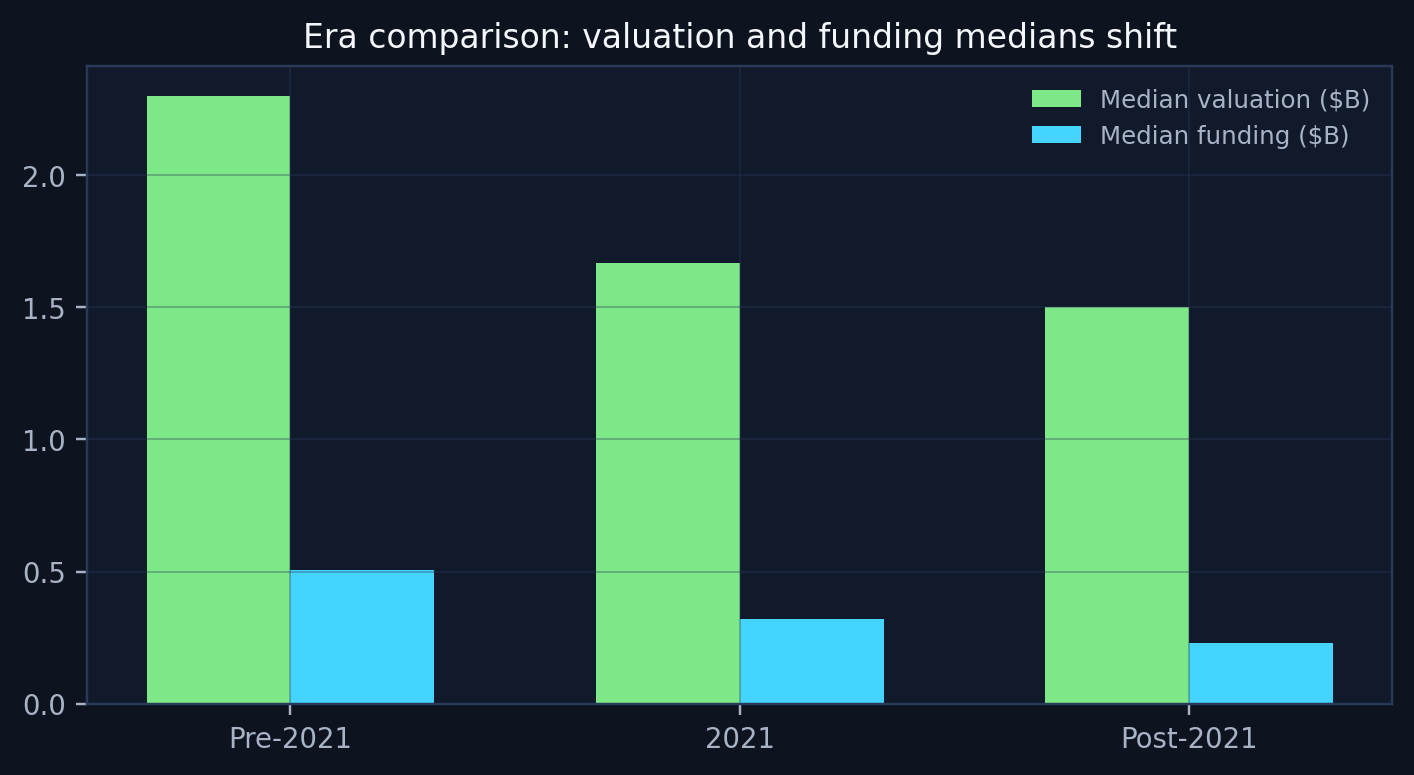 Era comparison: valuation and funding medians shift
Median valuation ($B)
Median funding ($B)
2.0
1.5
1.0
0.5
0.0
Pre-2021
2021
Post-2021